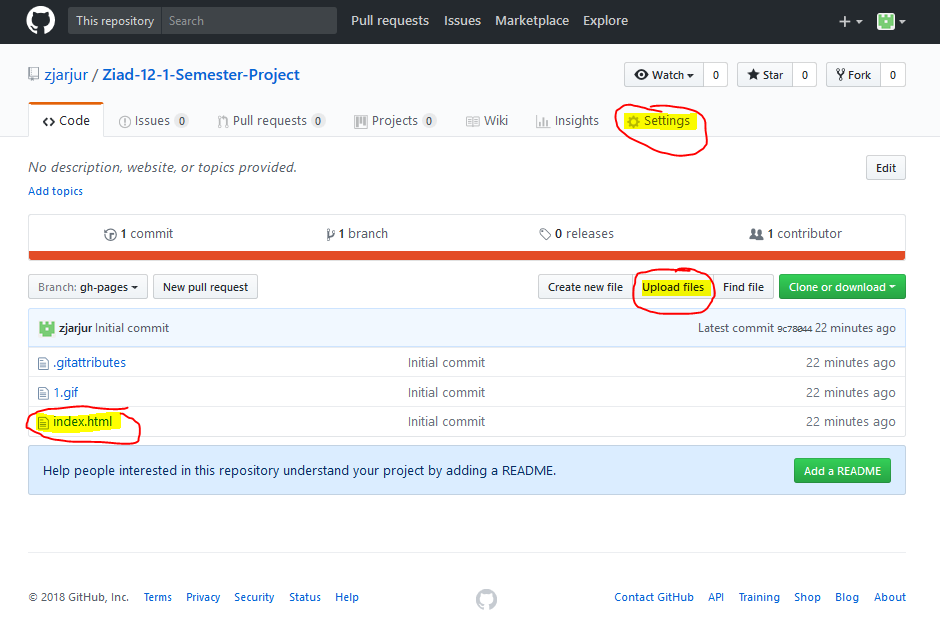 This repository Search Pull requests Issues Marketplace Explore
zjarjur / Ziad-12-1-Semester-Project Watch 0 Star 0 Fork 0
Code Issues 0 Pull requests 0 Projects 0 Wiki Insights Settings
No description, website, or topics provided. Edit
Add topics
1 commit 1 branch 0 releases 1 contributor
Branch: gh-pages New pull request Create new file Upload files Find file Clone or download
zjarjur Initial commit Latest commit 9c78044 22 minutes ago
.gitattributes Initial commit 22 minutes ago
1.gif Initial commit 22 minutes ago
index.html Initial commit 22 minutes ago
Help people interested in this repository understand your project by adding a README. Add a README
© 2018 GitHub, Inc. Terms Privacy Security Status Help Contact GitHub API Training Shop Blog About